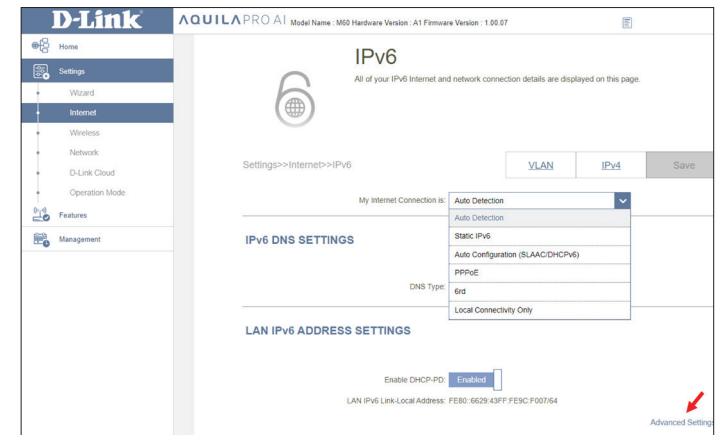 D-Link
AQUILA PRO AI Model Name : M60 Hardware Version : A1 Firmware Version : 1.00.07
Home
Settings
Wizard
Internet
Wireless
Network
D-Link Cloud
Operation Mode
Features
Management
IPv6
All of your IPv6 Internet and network connection details are displayed on this page.
Settings>>Internet>>IPv6
VLAN
IPv4
Save
My Internet Connection is: Auto Detection
Auto Detection
Static IPv6
Auto Configuration (SLAAC/DHCPv6)
PPPoE
6rd
Local Connectivity Only
IPv6 DNS SETTINGS
DNS Type:
LAN IPv6 ADDRESS SETTINGS
Enable DHCP-PD: Enabled
LAN IPv6 Link-Local Address: FE80::6629:43FF:FE9C:F007/64
Advanced Settings